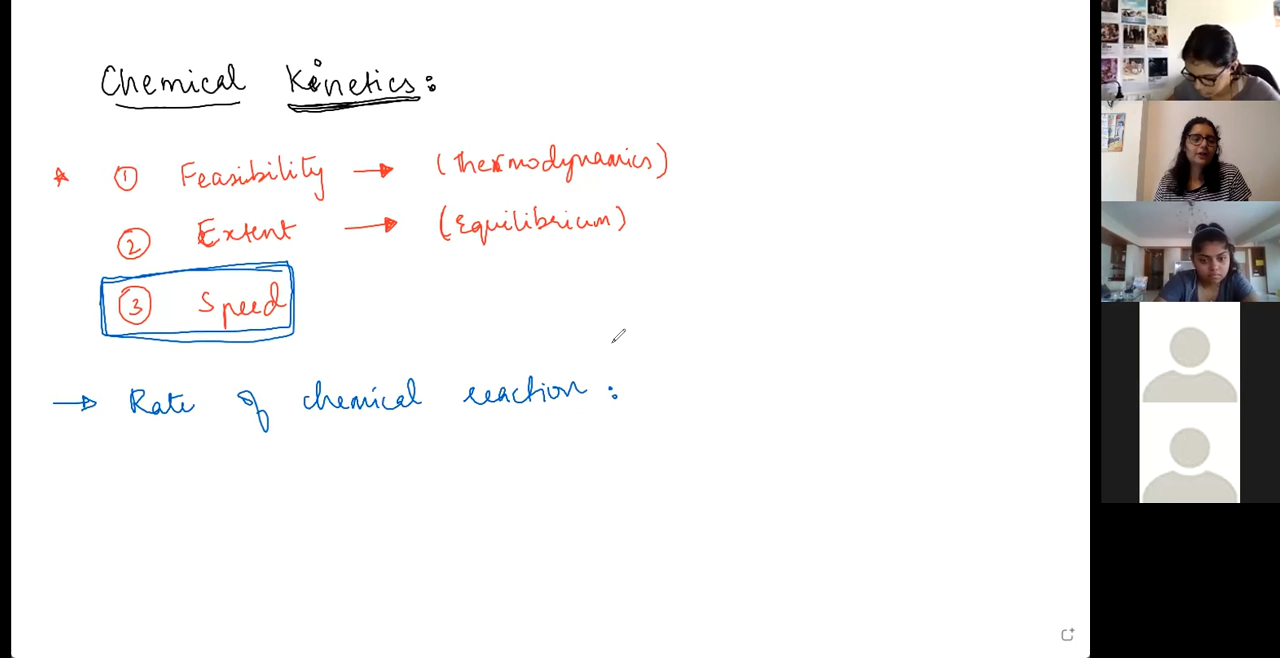 Chemical Kinetics:
① Feasibility → (thermodynamics)
② Extent → (Equilibrium)
③ Speed
→ Rate of chemical reaction: